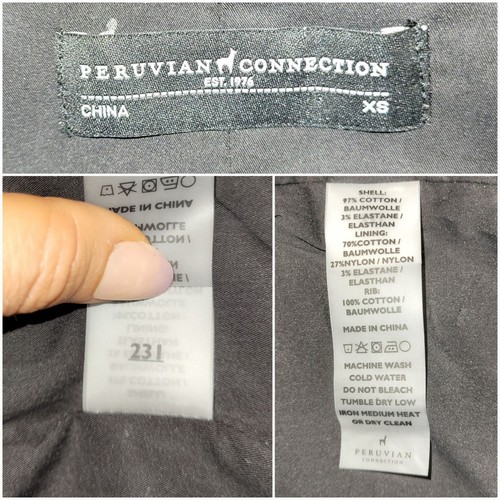 PERUVIAN CONNECTION
EST. 1976
CHINA XS
MADE IN CHINA
231
SHELL:
97% COTTON /
BAUMWOLLE
3% ELASTANE /
ELASTHAN
LINING:
70%COTTON /
BAUMWOLLE
27%NYLON / NYLON
3% ELASTANE /
ELASTHAN
RIB:
100% COTTON /
BAUMWOLLE
MADE IN CHINA
MACHINE WASH
COLD WATER
DO NOT BLEACH
TUMBLE DRY LOW
IRON MEDIUM HEAT
OR DRY CLEAN
PERUVIAN
CONNECTION